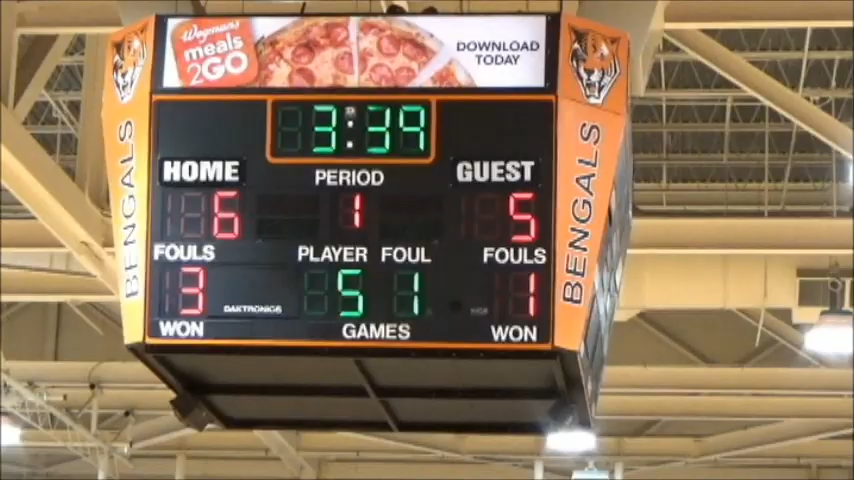 Wegmans
meals
2GO
DOWNLOAD
TODAY
BENGALS
BENGALS
3:39
HOME
GUEST
PERIOD
6
1
5
FOULS
PLAYER FOUL
FOULS
3
5
1
1
DAKTRONICS
WON
GAMES
WON